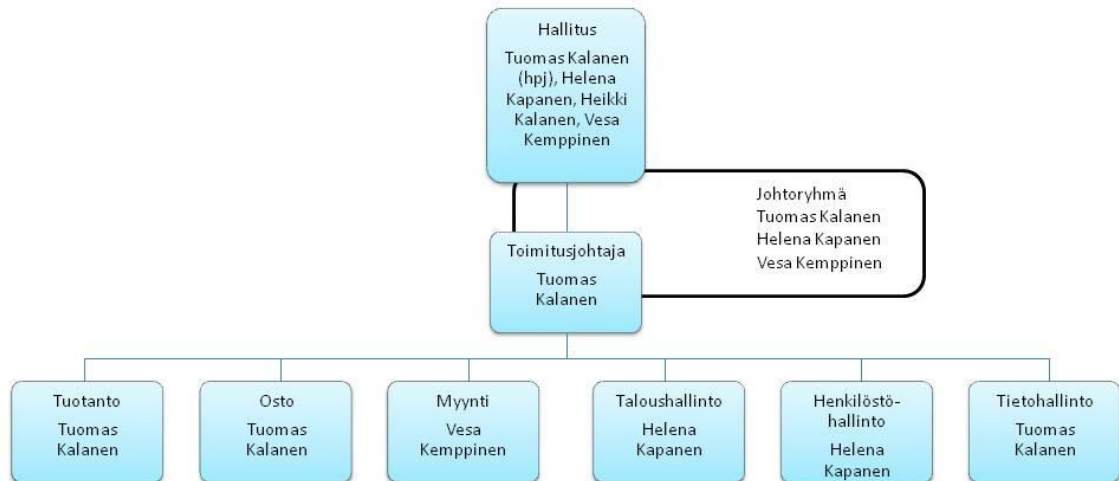 Hallitus
Tuomas Kalanen
(hpj), Helena
Kapanen, Heikki
Kalanen, Vesa
Kemppinen
Johtoryhmä
Tuomas Kalanen
Helena Kapanen
Vesa Kemppinen
Toimitusjohtaja
Tuomas
Kalanen
Tuotanto
Tuomas
Kalanen
Osto
Tuomas
Kalanen
Myynti
Vesa
Kemppinen
Taloushallinto
Helena
Kapanen
Henkilöstö-
hallinto
Helena
Kapanen
Tietohallinto
Tuomas
Kalanen